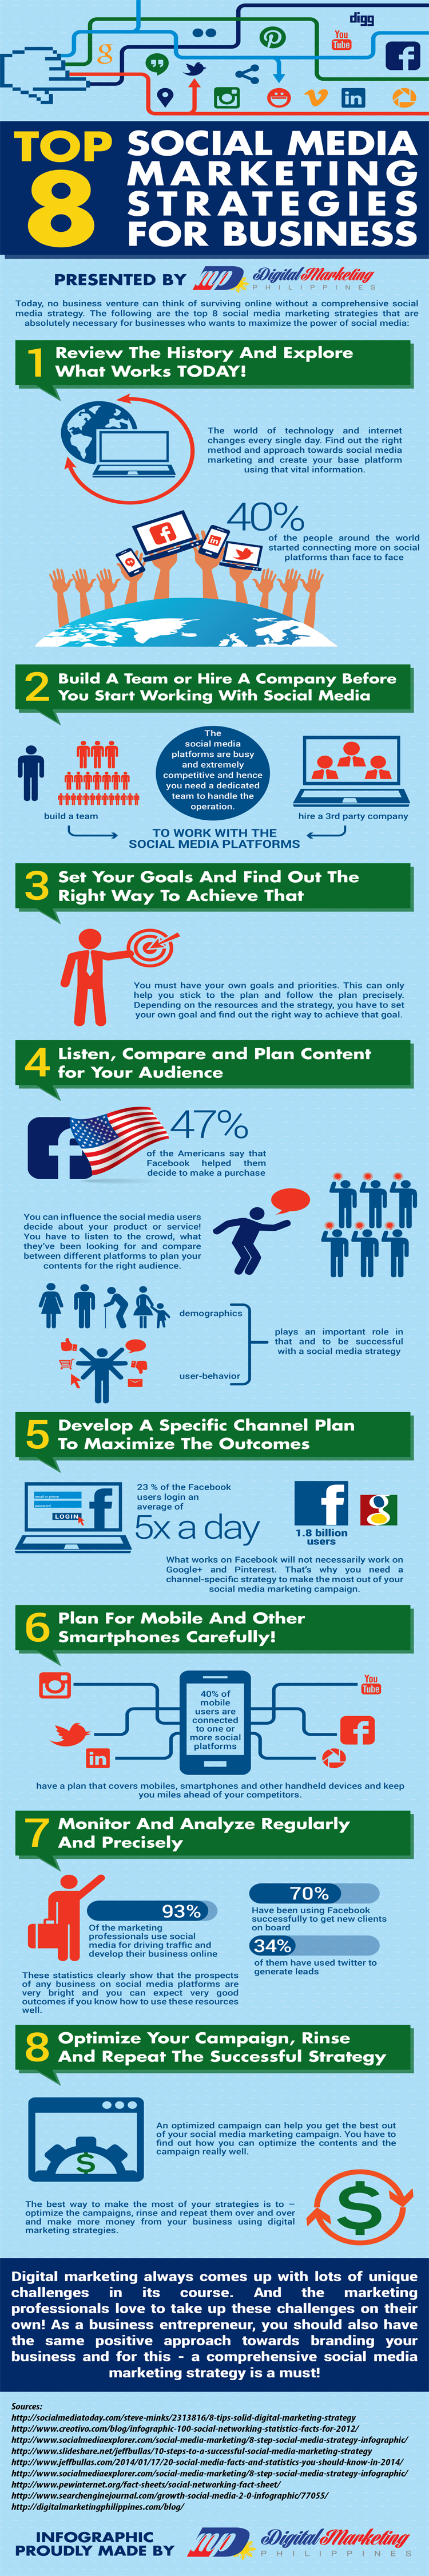 digg
g
You
Tube
TOP
8
SOCIAL MEDIA
MARKETING
STRATEGIES
FOR BUSINESS
PRESENTED BY
Digital Marketing
PHILIPPINES
Today, no business venture can think of surviving online without a comprehensive social
media strategy. The following are the top 8 social media marketing strategies that are
absolutely necessary for businesses who wants to maximize the power of social media:
1 Review The History And Explore
What Works TODAY!
The world of technology and internet
changes every single day. Find out the right
method and approach towards social media
marketing and create your base platform
using that vital information.
40%
of the people around the world
started connecting more on social
platforms than face to face
2 Build A Team or Hire A Company Before
You Start Working With Social Media
The
social media
platforms are busy
and extremely
competitive and hence
you need a dedicated
team to handle the
operation.
build a team
hire a 3rd party company
TO WORK WITH THE
SOCIAL MEDIA PLATFORMS
3 Set Your Goals And Find Out The
Right Way To Achieve That
You must have your own goals and priorities. This can only
help you stick to the plan and follow the plan precisely.
Depending on the resources and the strategy, you have to set
your own goal and find out the right way to achieve that goal.
4 Listen, Compare and Plan Content
for Your Audience
47%
of the Americans say that
Facebook helped them
decide to make a purchase
You can influence the social media users
decide about your product or service!
You have to listen to the crowd, what
they've been looking for and compare
between different platforms to plan your
contents for the right audience.
demographics
user-behavior
plays an important role in
that and to be successful
with a social media strategy
5 Develop A Specific Channel Plan
To Maximize The Outcomes
LOGIN
23 % of the Facebook
users login an
average of
5x a day
1.8 billion
users
What works on Facebook will not necessarily work on
Google+ and Pinterest. That's why you need a
channel-specific strategy to make the most out of your
social media marketing campaign.
6 Plan For Mobile And Other
Smartphones Carefully!
40% of
mobile
users are
connected
to one or
more social
platforms
You
Tube
in
have a plan that covers mobiles, smartphones and other handheld devices and keep
you miles ahead of your competitors.
7 Monitor And Analyze Regularly
And Precisely
93%
Of the marketing
professionals use social
media for driving traffic and
develop their business online
70%
Have been using Facebook
successfully to get new clients
on board
34%
of them have used twitter to
generate leads
These statistics clearly show that the prospects
of any business on social media platforms are
very bright and you can expect very good
outcomes if you know how to use these resources
well.
8 Optimize Your Campaign, Rinse
And Repeat The Successful Strategy
$
An optimized campaign can help you get the best out
of your social media marketing campaign. You have to
find out how you can optimize the contents and the
campaign really well.
The best way to make the most of your strategies is to –
optimize the campaigns, rinse and repeat them over and over
and make more money from your business using digital
marketing strategies.
$
Digital marketing always comes up with lots of unique
challenges in its course. And the marketing
professionals love to take up these challenges on their
own! As a business entrepreneur, you should also have
the same positive approach towards branding your
business and for this - a comprehensive social media
marketing strategy is a must!
Sources:
http://socialmediatoday.com/steve-minks/2313816/8-tips-solid-digital-marketing-strategy
http://www.creotivo.com/blog/infographic-100-social-networking-statistics-facts-for-2012/
http://www.socialmediaexplorer.com/social-media-marketing/8-step-social-media-strategy-infographic/
http://www.slideshare.net/jeffbullas/10-steps-to-a-successful-social-media-marketing-strategy
http://www.jeffbullas.com/2014/01/17/20-social-media-facts-and-statistics-you-should-know-in-2014/
http://www.socialmediaexplorer.com/social-media-marketing/8-step-social-media-strategy-infographic/
http://www.pewinternet.org/fact-sheets/social-networking-fact-sheet/
http://www.searchenginejournal.com/growth-social-media-2-0-infographic/77055/
http://digitalmarketingphilippines.com/blog/
INFOGRAPHIC
PROUDLY MADE BY
Digital Marketing
PHILIPPINES